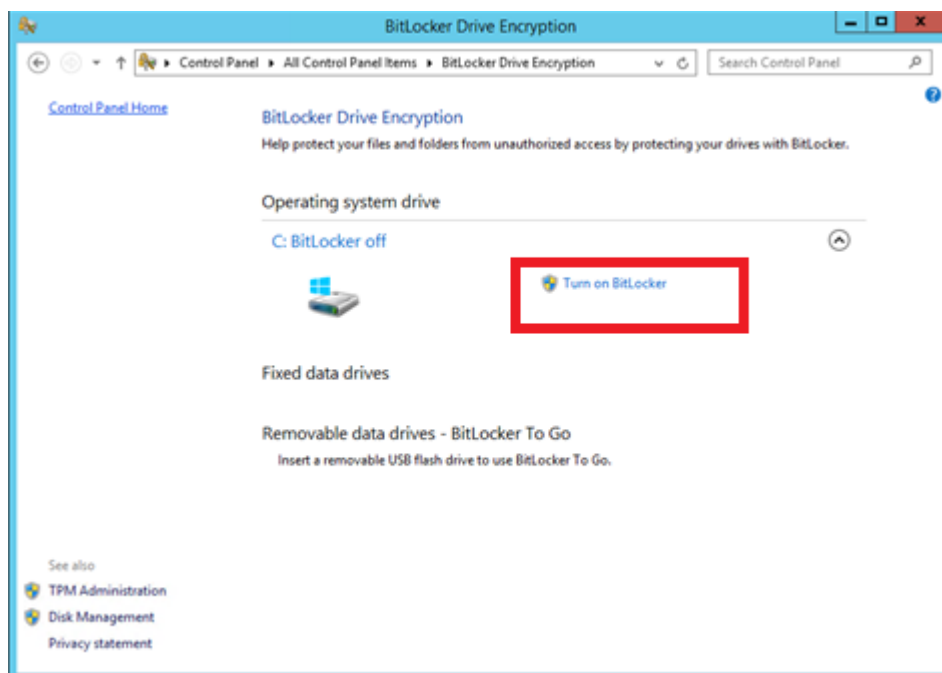 BitLocker Drive Encryption
Control Panel ▸ All Control Panel Items ▸ BitLocker Drive Encryption
Search Control Panel
Control Panel Home
BitLocker Drive Encryption
Help protect your files and folders from unauthorized access by protecting your drives with BitLocker.
Operating system drive
C: BitLocker off
Turn on BitLocker
Fixed data drives
Removable data drives - BitLocker To Go
Insert a removable USB flash drive to use BitLocker To Go.
See also
TPM Administration
Disk Management
Privacy statement